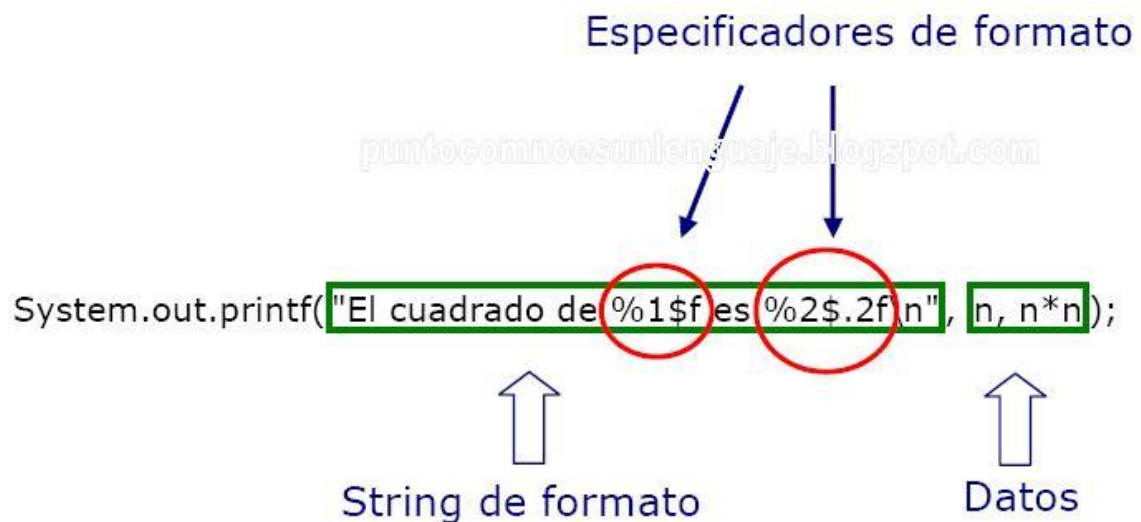 Especificadores de formato
puntocomnoesunlenguaje.blogspot.com
System.out.printf("El cuadrado de %1$f es %2$.2f\n", n, n*n);
String de formato
Datos